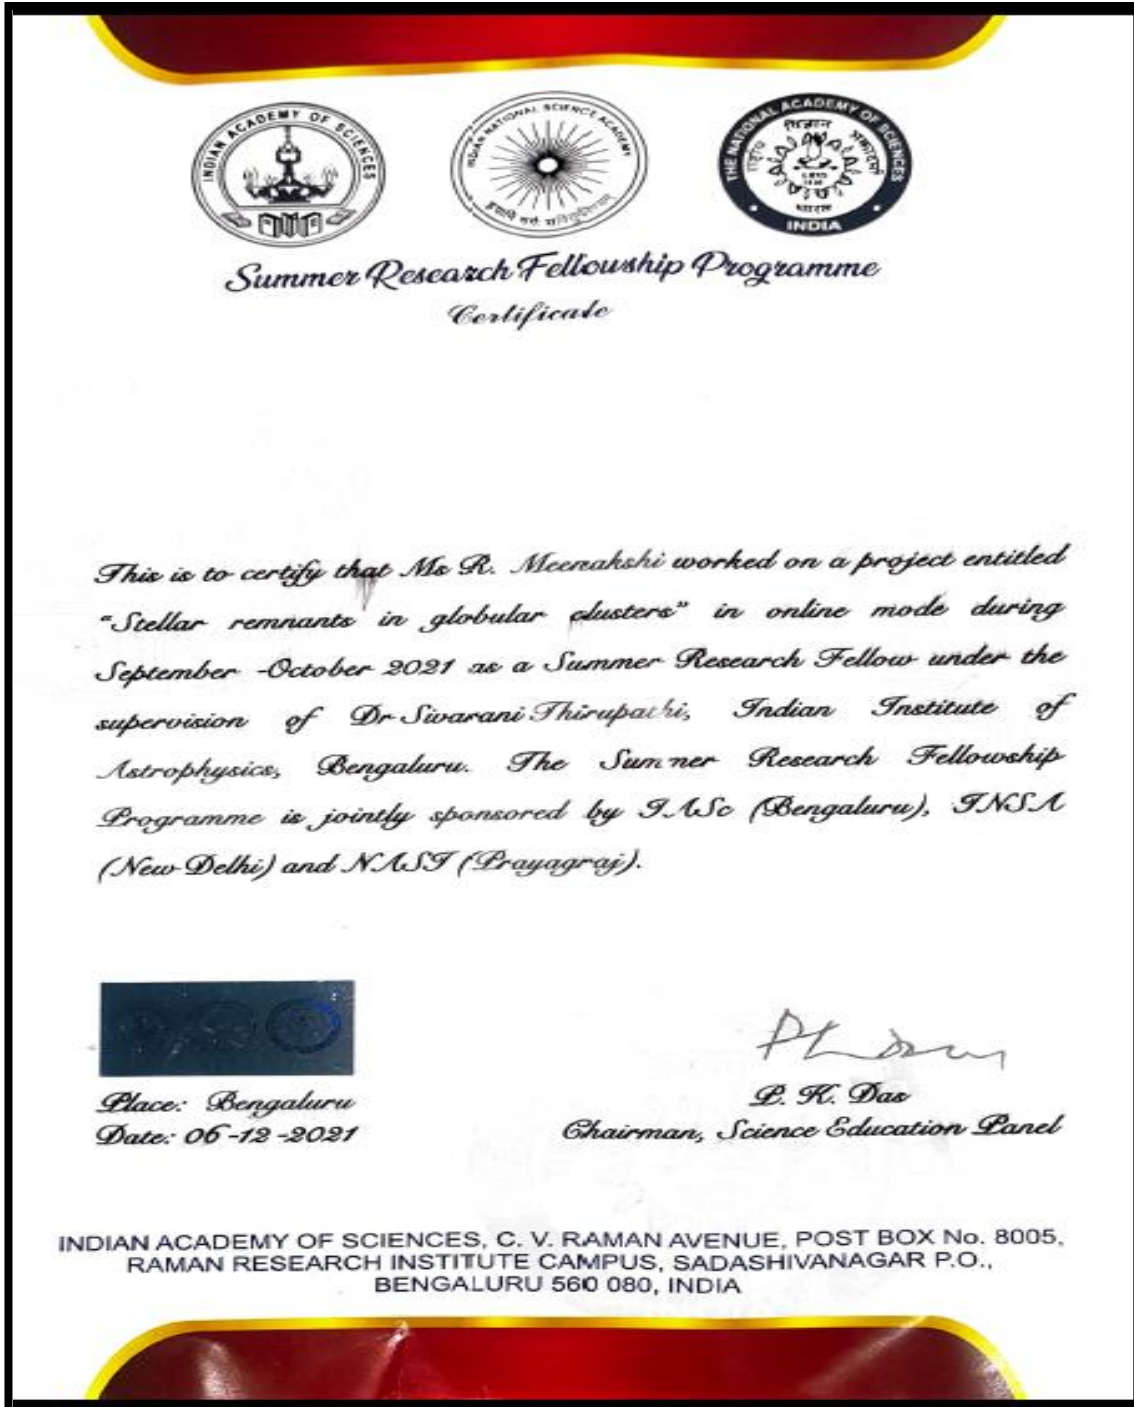 INDIAN ACADEMY OF SCIENCES
INDIAN NATIONAL SCIENCE ACADEMY
THE NATIONAL ACADEMY OF SCIENCES
INDIA
Summer Research Fellowship Programme
Certificate
This is to certify that Ms R. Meenakshi worked on a project entitled
"Stellar remnants in globular clusters" in online mode during
September -October 2021 as a Summer Research Fellow under the
supervision of Dr Sivarani Thirupathi, Indian Institute of
Astrophysics, Bengaluru. The Summer Research Fellowship
Programme is jointly sponsored by IASc (Bengaluru), INSA
(New Delhi) and NASI (Prayagraj).
Place: Bengaluru
Date: 06-12-2021
P. K. Das
Chairman, Science Education Panel
INDIAN ACADEMY OF SCIENCES, C. V. RAMAN AVENUE, POST BOX No. 8005,
RAMAN RESEARCH INSTITUTE CAMPUS, SADASHIVANAGAR P.O.,
BENGALURU 560 080, INDIA